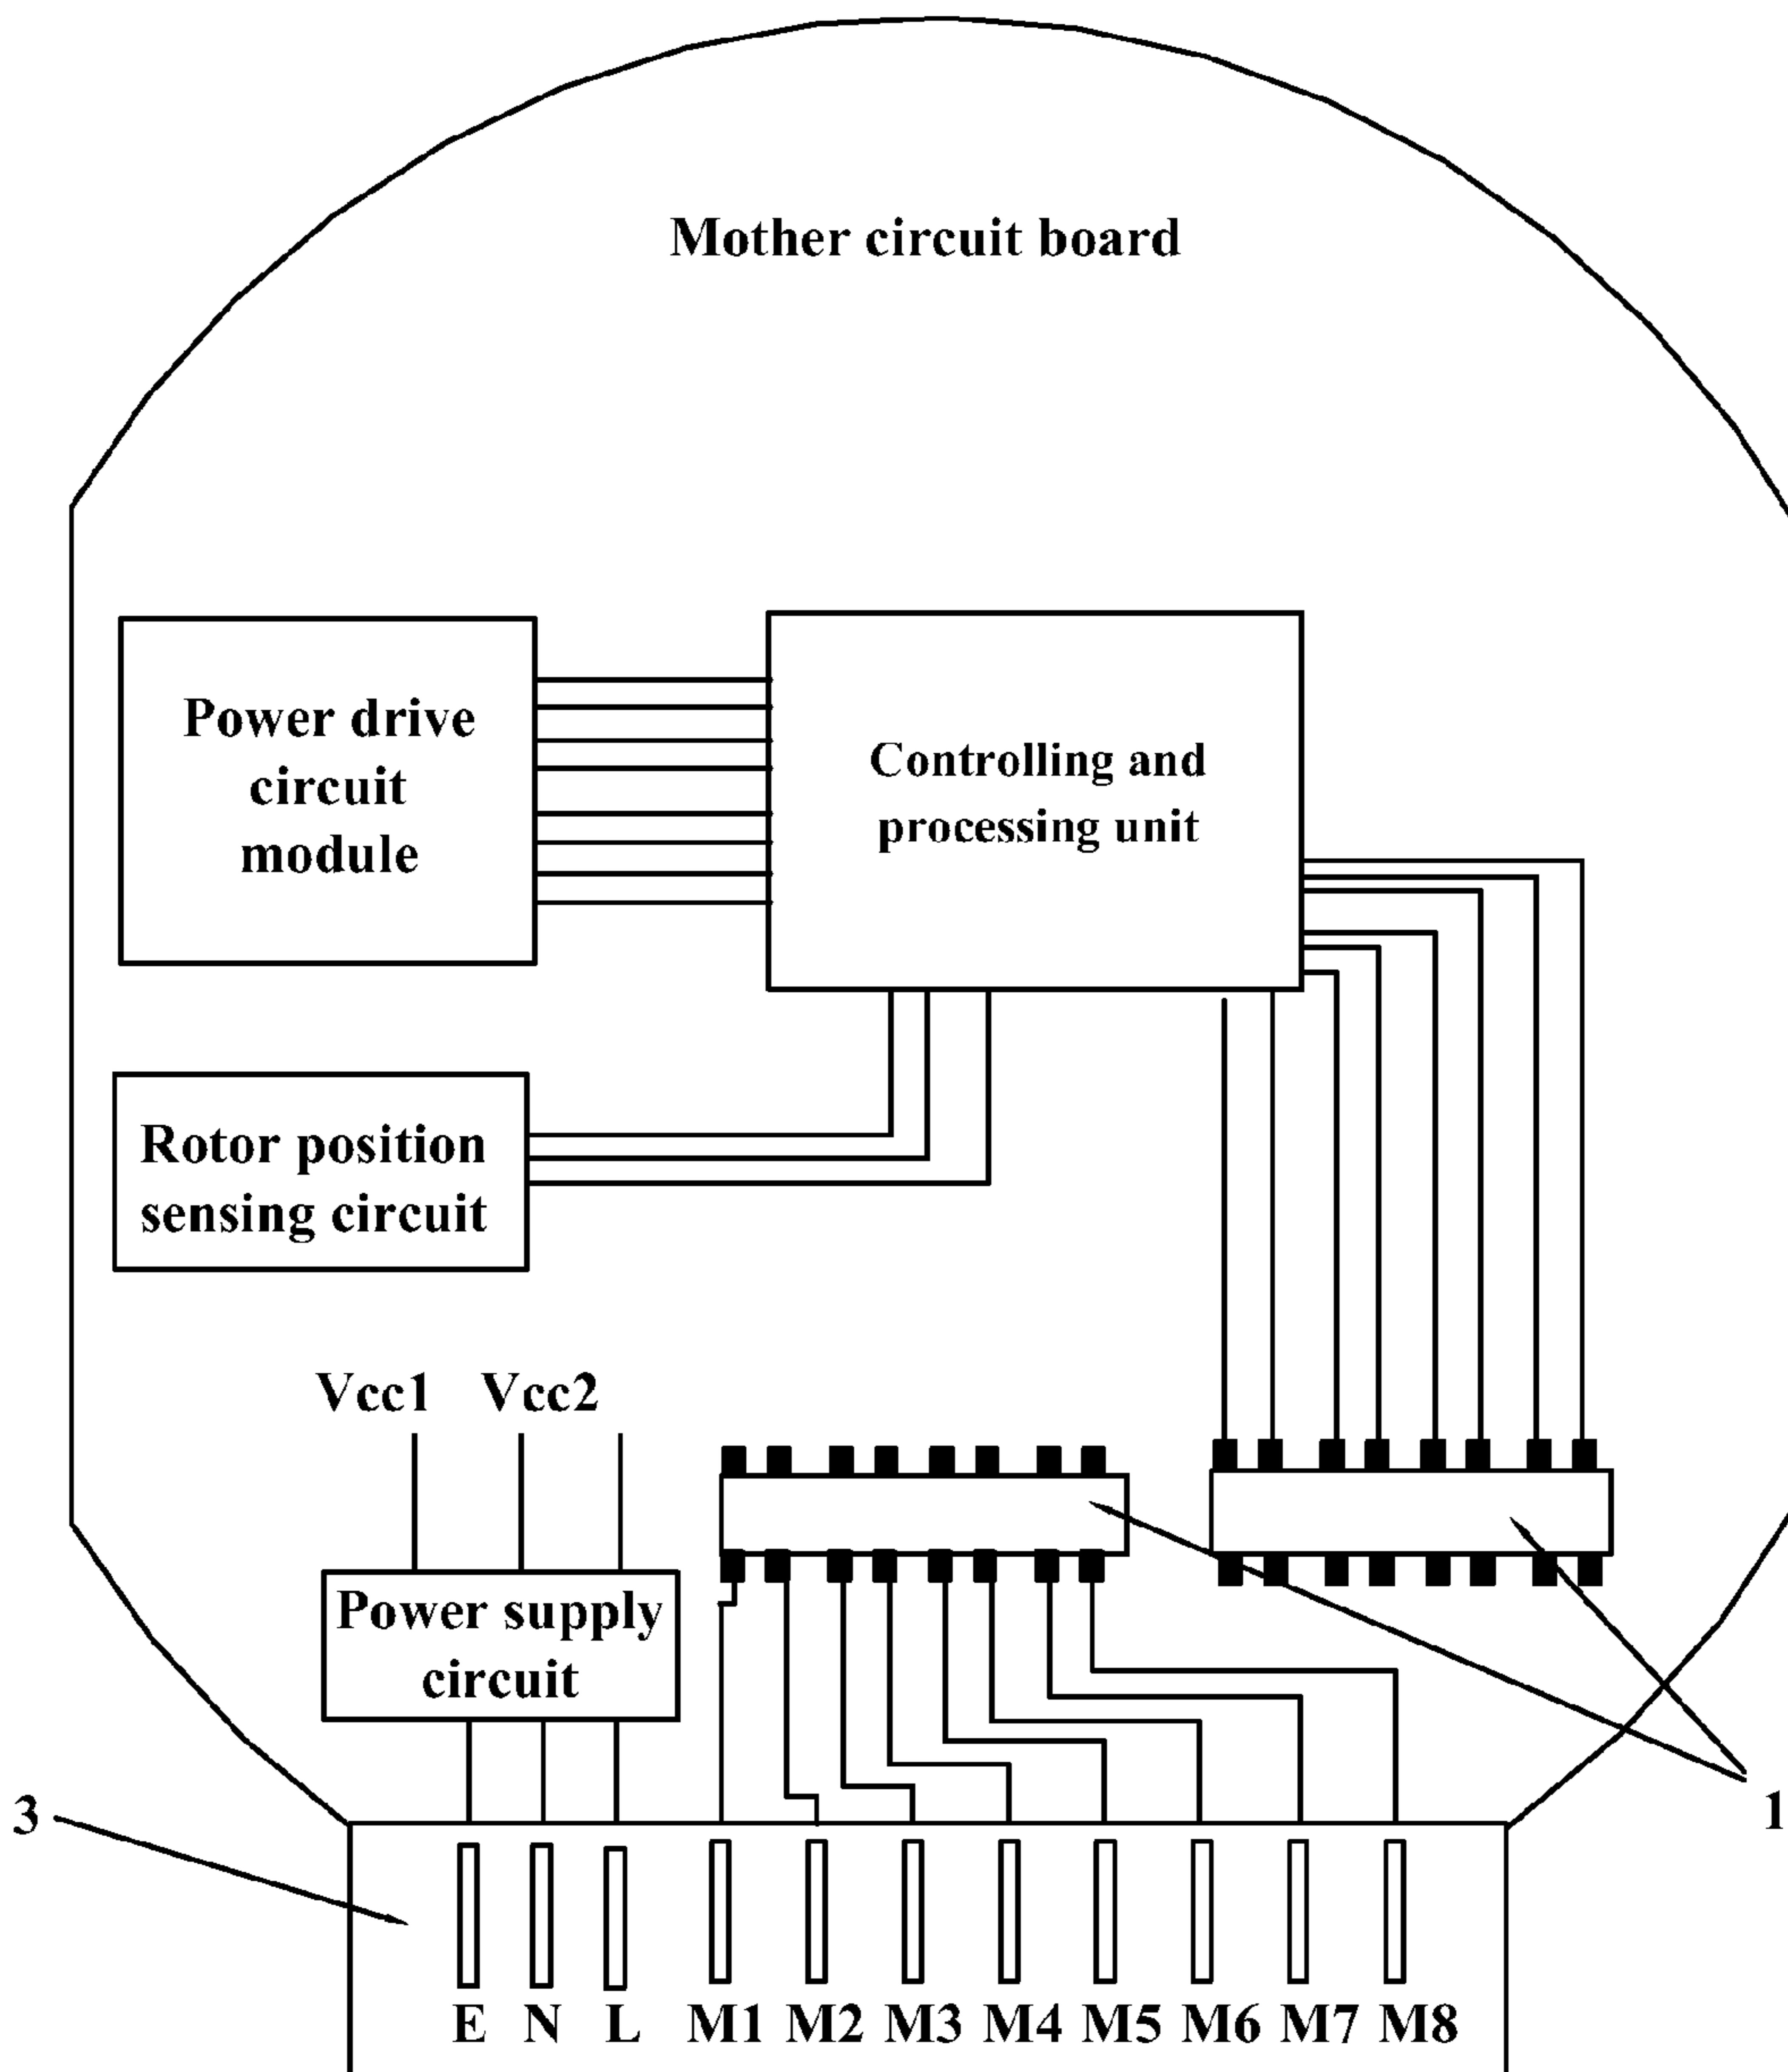 Mother circuit board
Power drive
circuit
module
Controlling and
processing unit
Rotor position
sensing circuit
Vcc1 Vcc2
Power supply
circuit
3
1
E N L M1 M2 M3 M4 M5 M6 M7 M8